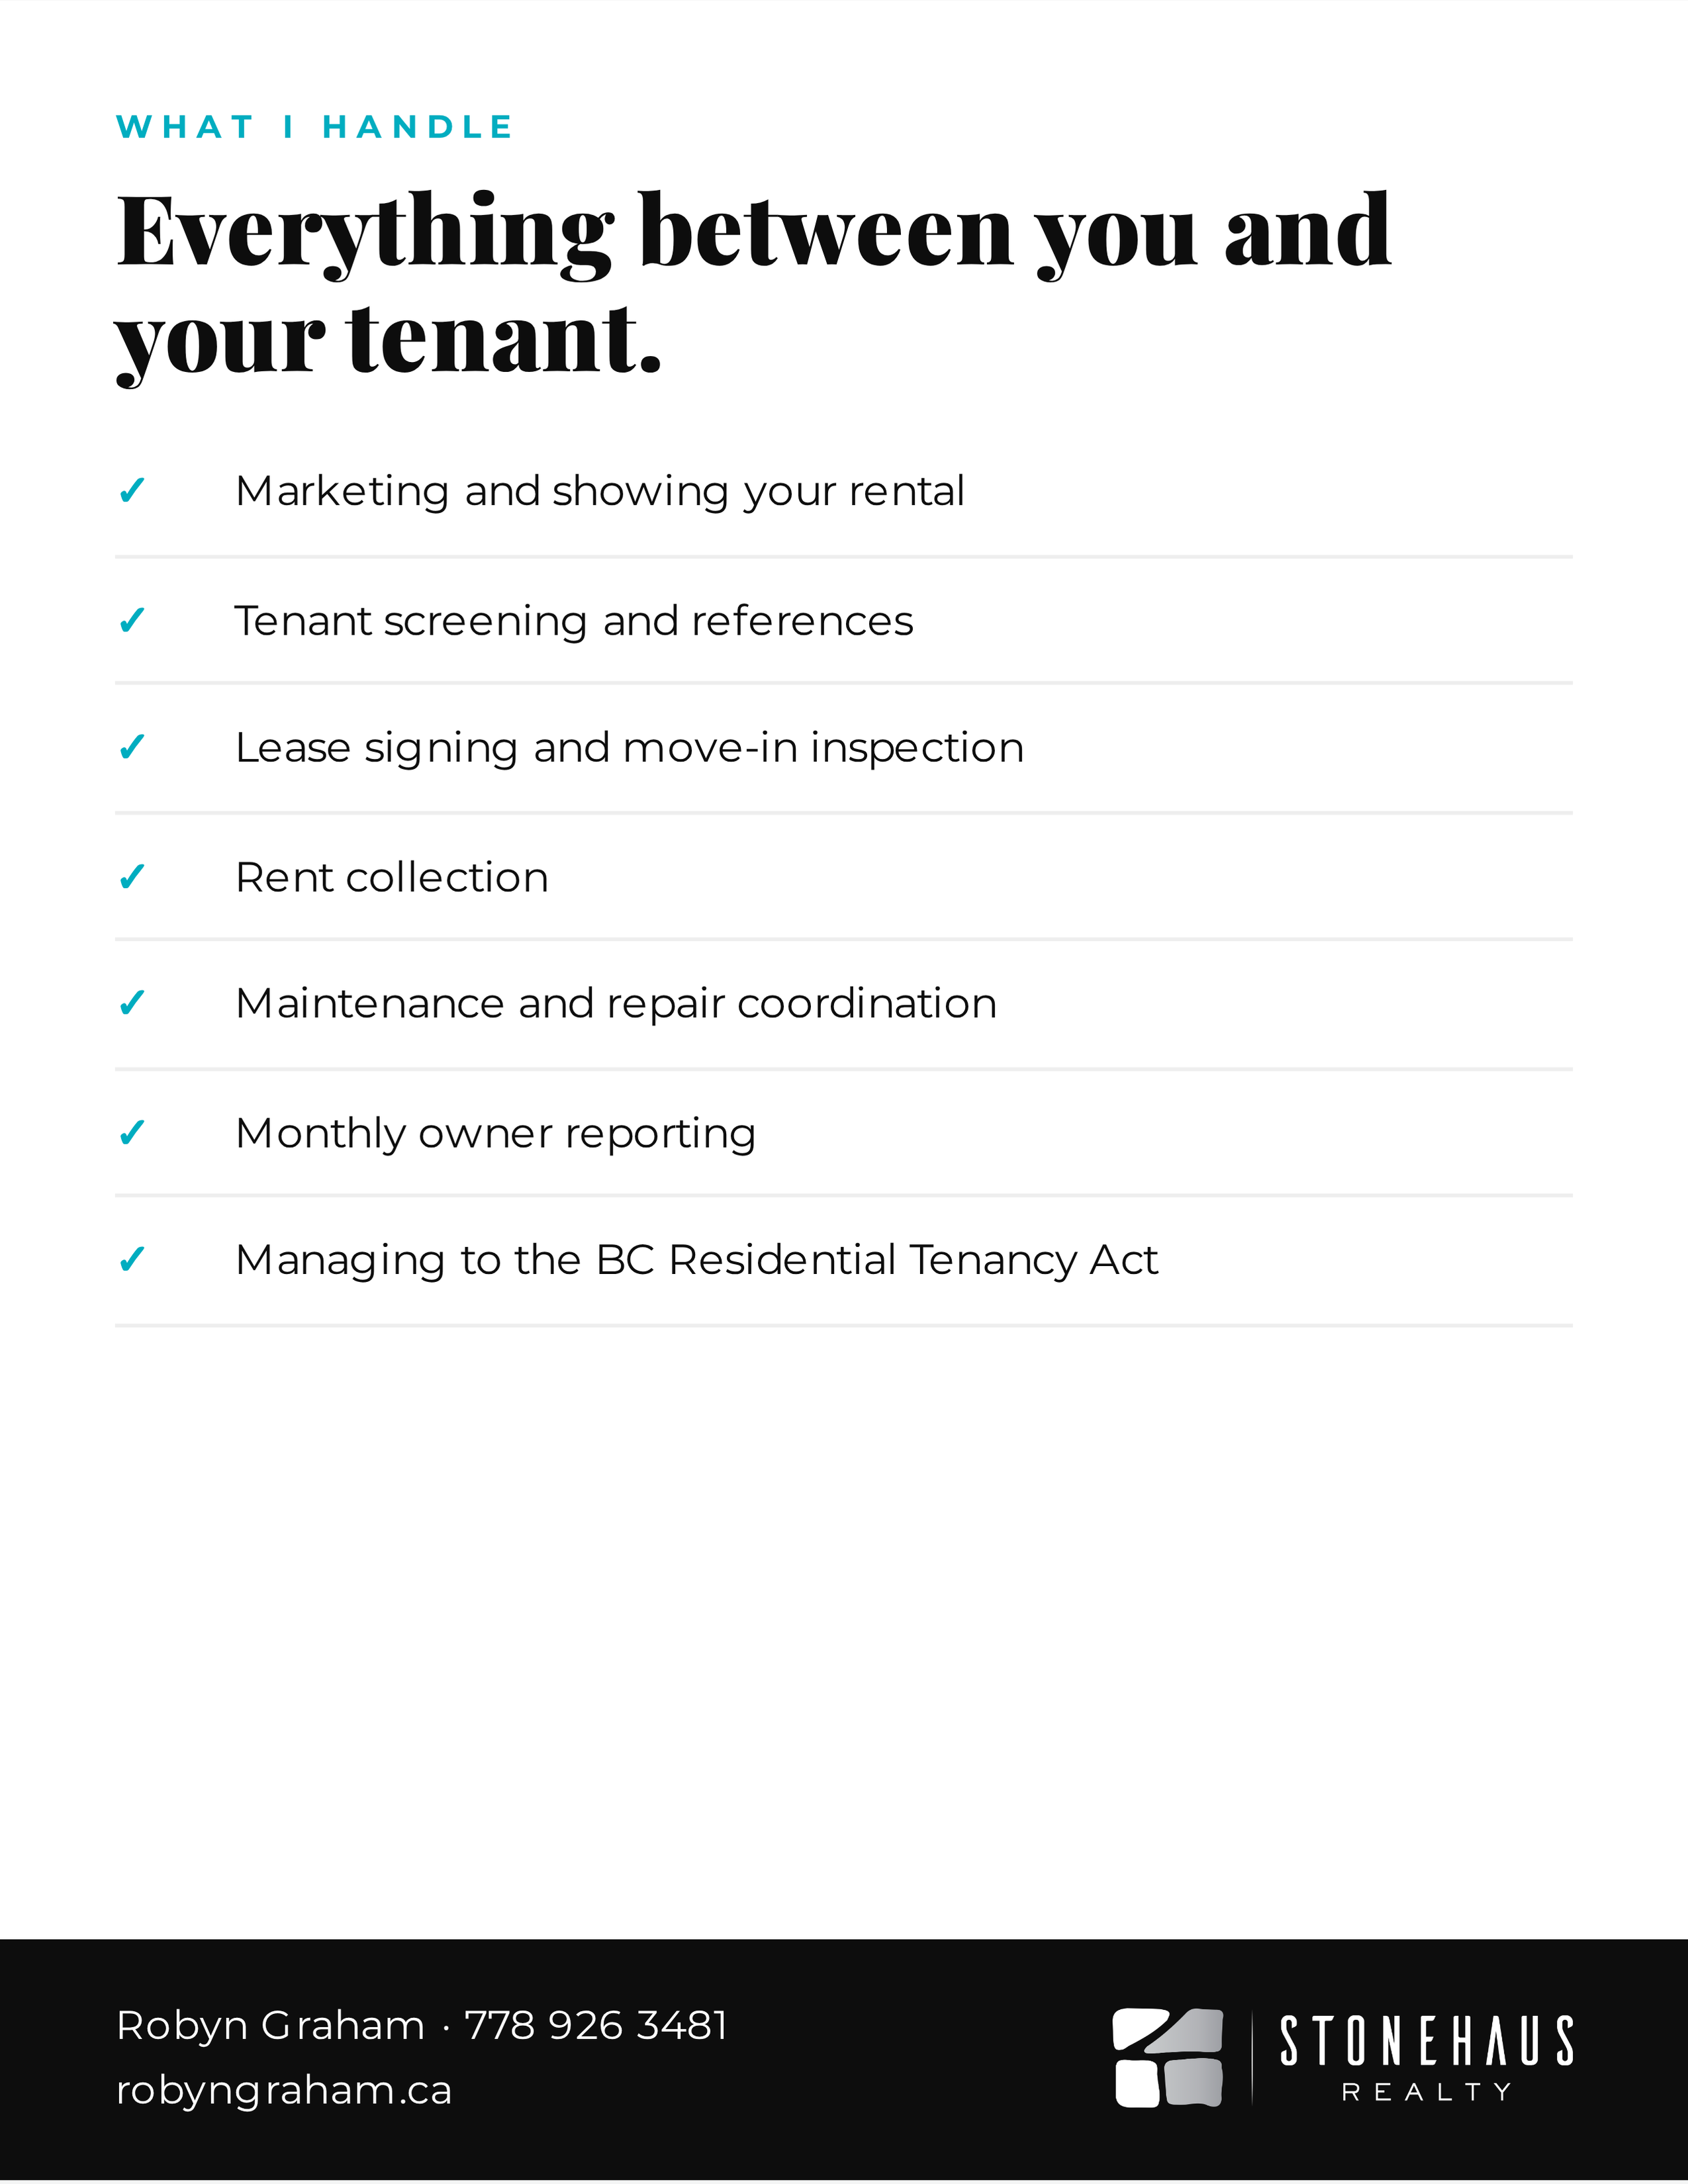 WHAT I HANDLE
Everything between you and
your tenant.
✓ Marketing and showing your rental
✓ Tenant screening and references
✓ Lease signing and move-in inspection
✓ Rent collection
✓ Maintenance and repair coordination
✓ Monthly owner reporting
✓ Managing to the BC Residential Tenancy Act
Robyn Graham · 778 926 3481
robyngraham.ca
STONEHAUS
REALTY